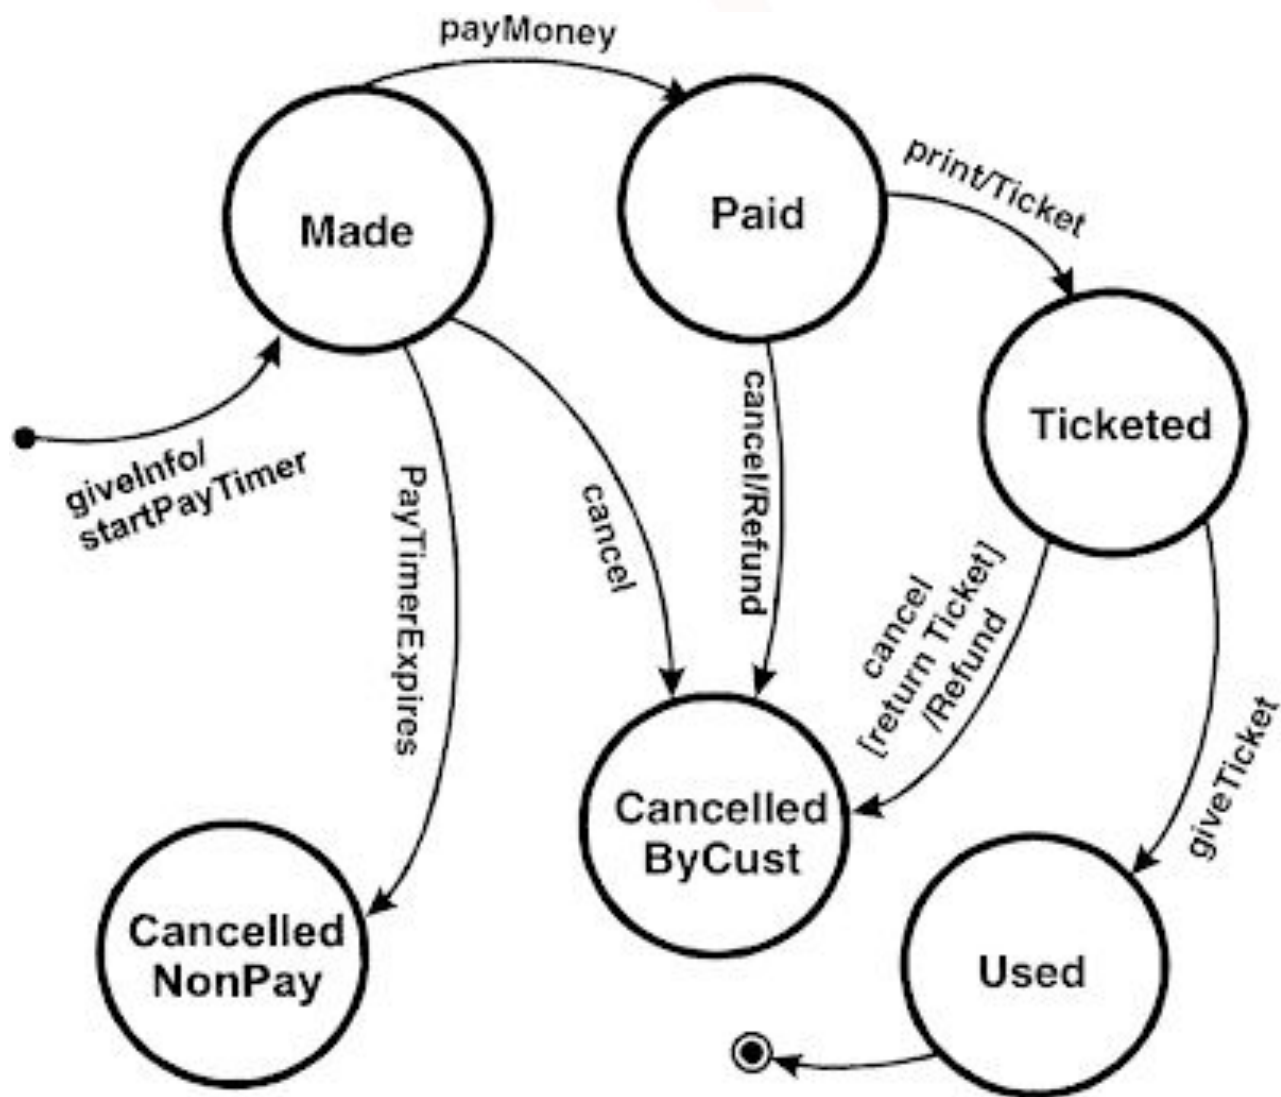 payMoney
Made
Paid
print/Ticket
Ticketed
giveInfo/
startPayTimer
PayTimerExpires
cancel
cancel/Refund
cancel
[return Ticket]
/Refund
giveTicket
Cancelled
ByCust
Cancelled
NonPay
Used